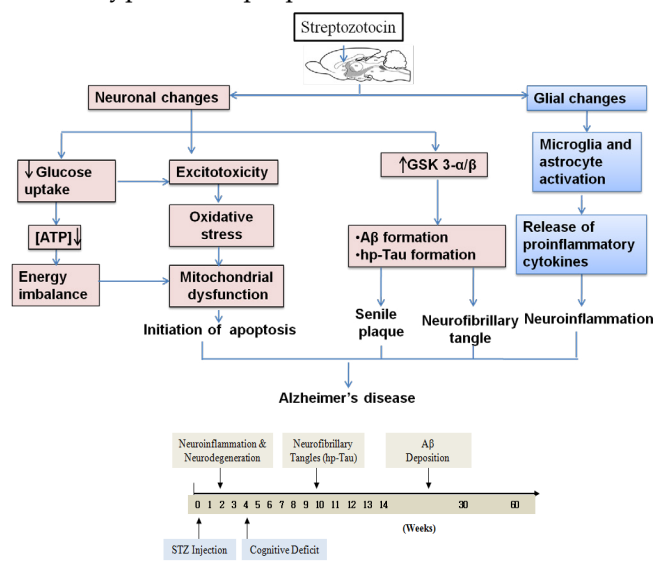 Streptozotocin
Neuronal changes
Glial changes
↓ Glucose
uptake
Excitotoxicity
↑GSK 3-α/β
Microglia and
astrocyte
activation
[ATP]↓
Oxidative
stress
•Aβ formation
•hp-Tau formation
Release of
proinflammatory
cytokines
Energy
imbalance
Mitochondrial
dysfunction
Initiation of apoptosis
Senile
plaque
Neurofibrillary
tangle
Neuroinflammation
Alzheimer's disease
Neuroinflammation &
Neurodegeneration
Neurofibrillary
Tangles (hp-Tau)
Aβ
Deposition
0 1 2 3 4 5 6 7 8 9 10 11 12 13 14 30 60
(Weeks)
STZ Injection
Cognitive Deficit